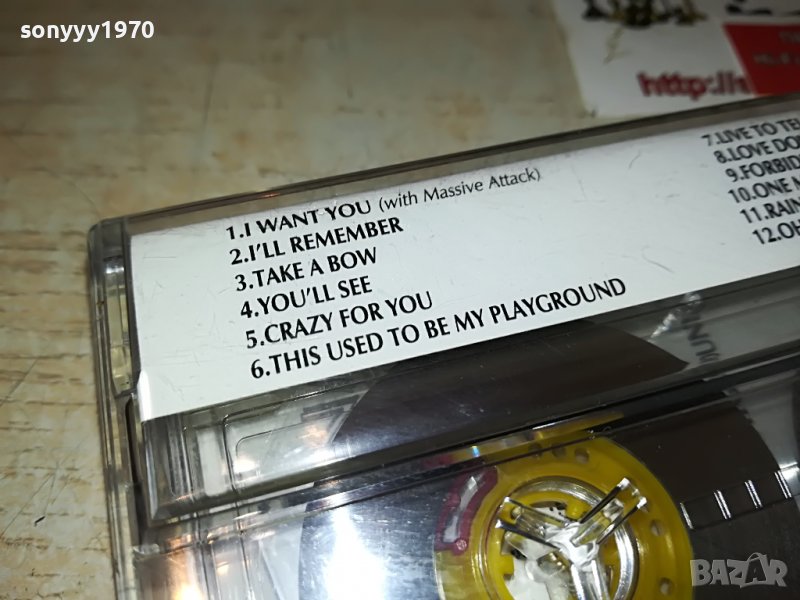 sonyyy1970
http://
1.I WANT YOU (with Massive Attack)
2.I'LL REMEMBER
3.TAKE A BOW
4.YOU'LL SEE
5.CRAZY FOR YOU
6.THIS USED TO BE MY PLAYGROUND
7.LIVE TO TEL
8.LOVE DO
9.FORBID
10.ONE
11.RAIN
12.OH
BAZAR